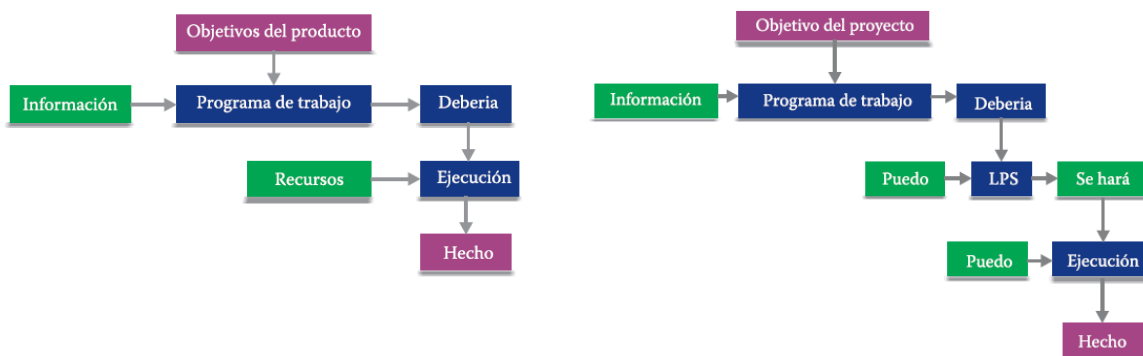 Objetivos del producto
Información
Programa de trabajo
Deberia
Recursos
Ejecución
Hecho
Objetivo del proyecto
Información
Programa de trabajo
Deberia
Puedo
LPS
Se hará
Puedo
Ejecución
Hecho